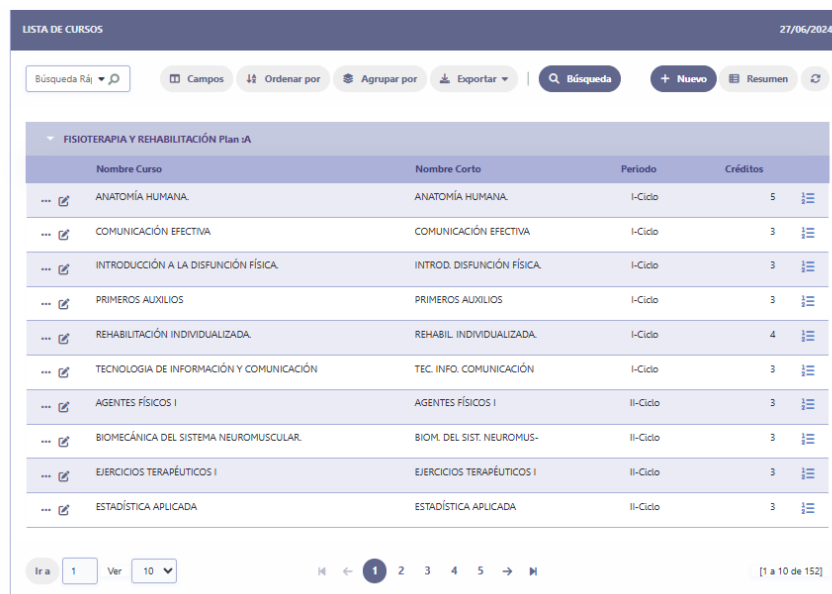 LISTA DE CURSOS 27/06/2024
Búsqueda Ráp Campos Ordenar por Agrupar por Exportar | Búsqueda + Nuevo Resumen
FISIOTERAPIA Y REHABILITACIÓN Plan :A
Nombre Curso Nombre Corto Periodo Créditos
ANATOMÍA HUMANA. ANATOMÍA HUMANA. I-Ciclo 5
COMUNICACIÓN EFECTIVA COMUNICACIÓN EFECTIVA I-Ciclo 3
INTRODUCCIÓN A LA DISFUNCIÓN FÍSICA. INTROD. DISFUNCIÓN FÍSICA. I-Ciclo 3
PRIMEROS AUXILIOS PRIMEROS AUXILIOS I-Ciclo 3
REHABILITACIÓN INDIVIDUALIZADA. REHABIL. INDIVIDUALIZADA. I-Ciclo 4
TECNOLOGIA DE INFORMACIÓN Y COMUNICACIÓN TEC. INFO. COMUNICACIÓN I-Ciclo 3
AGENTES FÍSICOS I AGENTES FÍSICOS I II-Ciclo 3
BIOMECÁNICA DEL SISTEMA NEUROMUSCULAR. BIOM. DEL SIST. NEUROMUS- II-Ciclo 3
EJERCICIOS TERAPÉUTICOS I EJERCICIOS TERAPÉUTICOS I II-Ciclo 3
ESTADÍSTICA APLICADA ESTADÍSTICA APLICADA II-Ciclo 3
Ir a 1 Ver 10 1 2 3 4 5 [1 a 10 de 152]